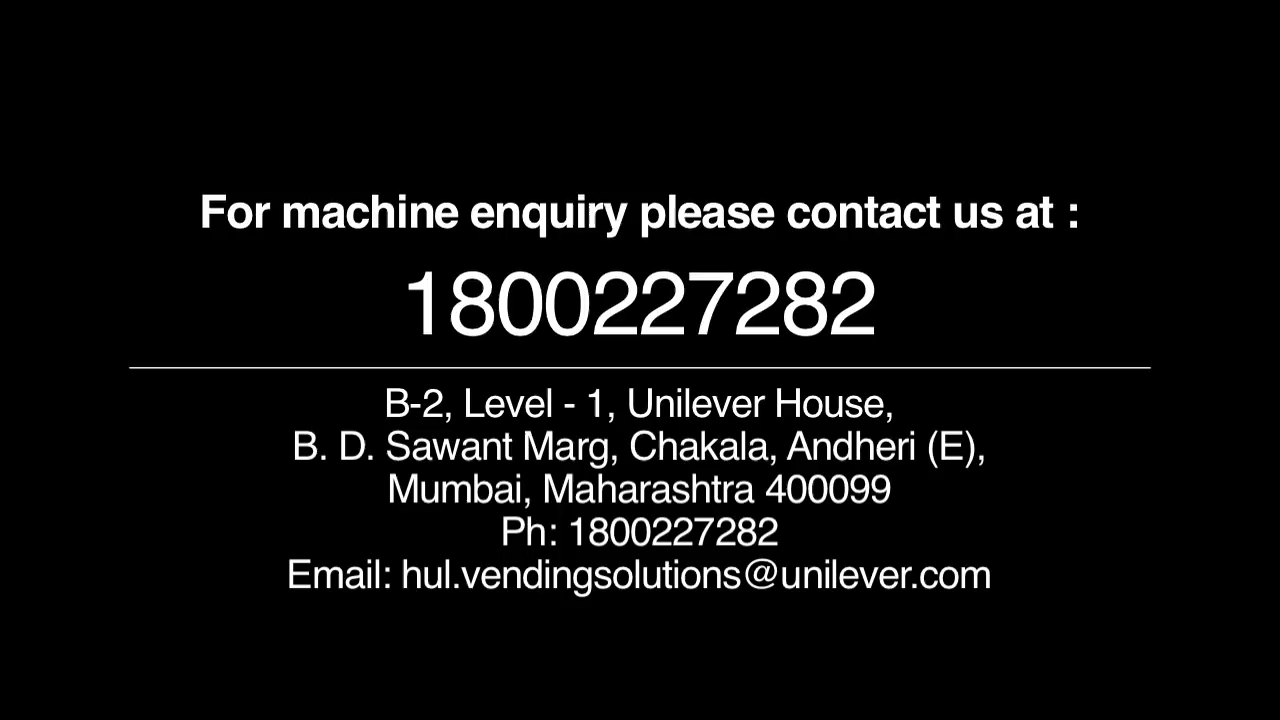 For machine enquiry please contact us at :
1800227282
B-2, Level - 1, Unilever House,
B. D. Sawant Marg, Chakala, Andheri (E),
Mumbai, Maharashtra 400099
Ph: 1800227282
Email: hul.vendingsolutions@unilever.com